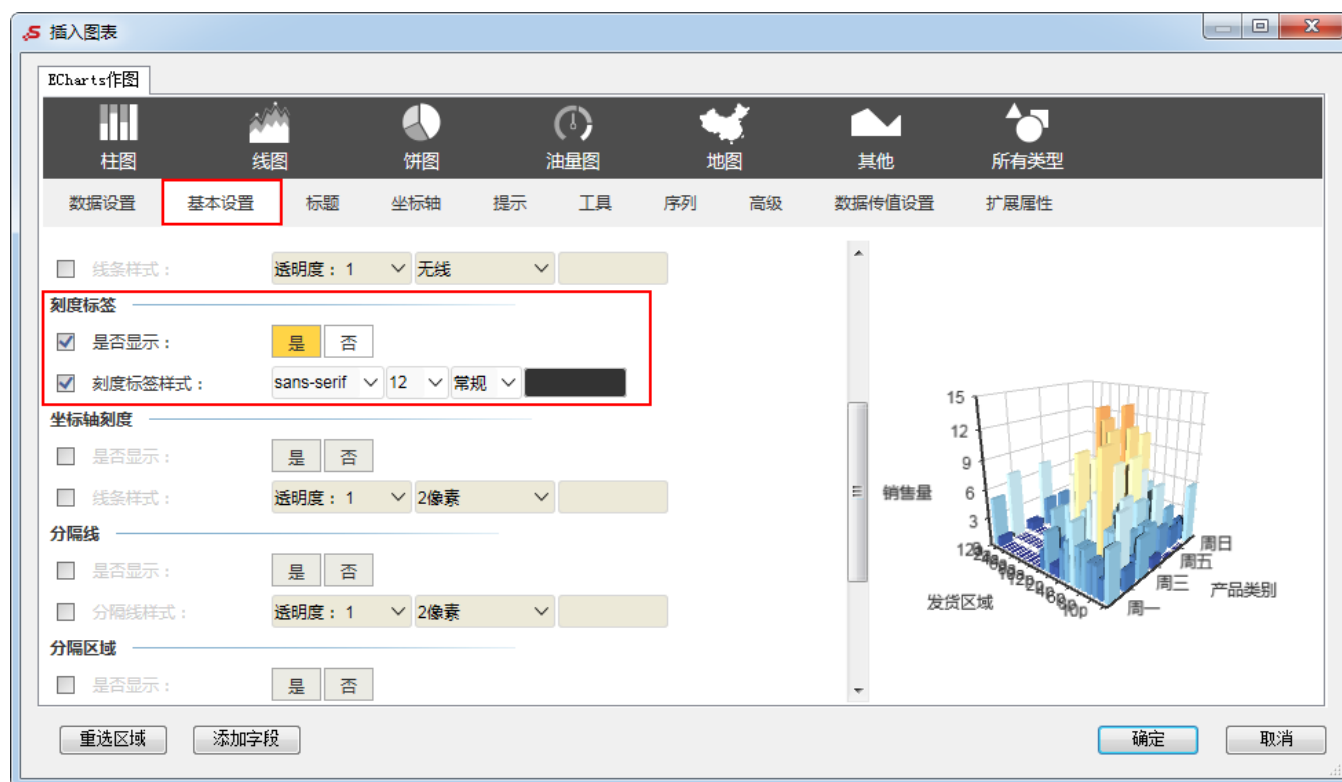 插入图表
ECharts作图
柱图 线图 饼图 油量图 地图 其他 所有类型
数据设置 基本设置 标题 坐标轴 提示 工具 序列 高级 数据传值设置 扩展属性
线条样式： 透明度：1 无线
刻度标签
是否显示： 是 否
刻度标签样式： sans-serif 12 常规
坐标轴刻度
是否显示： 是 否
线条样式： 透明度：1 2像素
分隔线
是否显示： 是 否
分隔线样式： 透明度：1 2像素
分隔区域
是否显示： 是 否
15
12
9
销售量 6
3
周日
周五
周三 产品类别
发货区域 10p 周一
重选区域 添加字段 确定 取消